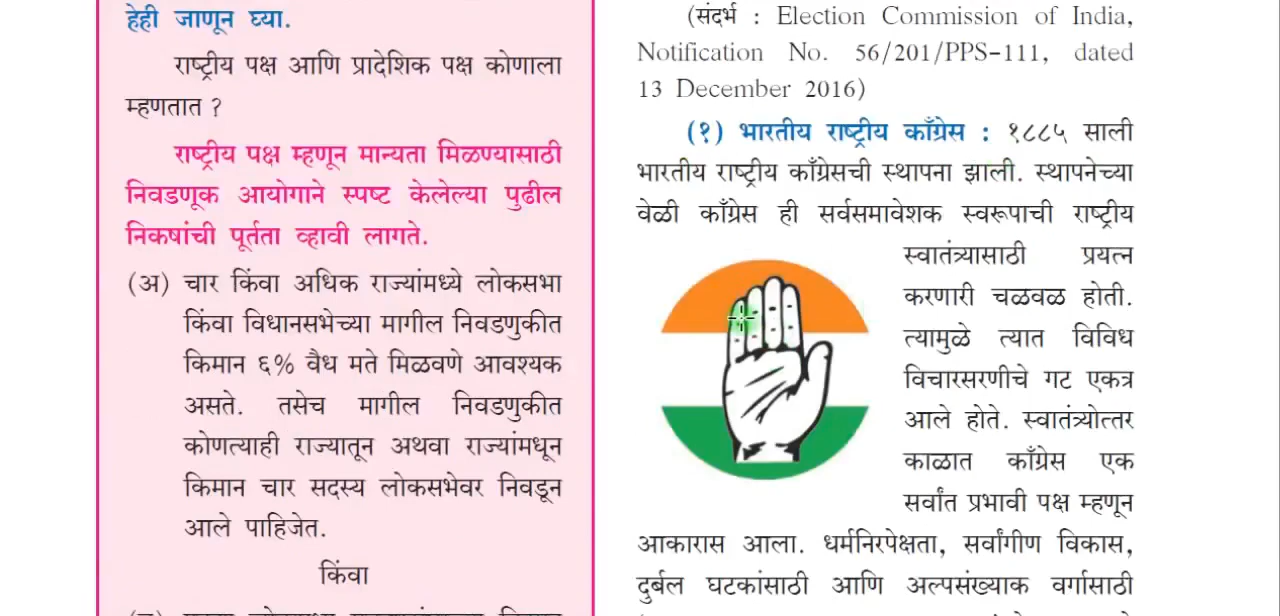 हेही जाणून घ्या.
राष्ट्रीय पक्ष आणि प्रादेशिक पक्ष कोणाला
म्हणतात ?
राष्ट्रीय पक्ष म्हणून मान्यता मिळण्यासाठी
निवडणूक आयोगाने स्पष्ट केलेल्या पुढील
निकषांची पूर्तता व्हावी लागते.
(अ) चार किंवा अधिक राज्यांमध्ये लोकसभा
किंवा विधानसभेच्या मागील निवडणुकीत
किमान ६% वैध मते मिळवणे आवश्यक
असते. तसेच मागील निवडणुकीत
कोणत्याही राज्यातून अथवा राज्यांमधून
किमान चार सदस्य लोकसभेवर निवडून
आले पाहिजेत.
किंवा
(संदर्भ : Election Commission of India,
Notification No. 56/201/PPS-111, dated
13 December 2016)
(१) भारतीय राष्ट्रीय काँग्रेस : १८८५ साली
भारतीय राष्ट्रीय काँग्रेसची स्थापना झाली. स्थापनेच्या
वेळी काँग्रेस ही सर्वसमावेशक स्वरूपाची राष्ट्रीय
स्वातंत्र्यासाठी प्रयत्न
करणारी चळवळ होती.
त्यामुळे त्यात विविध
विचारसरणीचे गट एकत्र
आले होते. स्वातंत्र्योत्तर
काळात काँग्रेस एक
सर्वांत प्रभावी पक्ष म्हणून
आकारास आला. धर्मनिरपेक्षता, सर्वांगीण विकास,
दुर्बल घटकांसाठी आणि अल्पसंख्याक वर्गासाठी